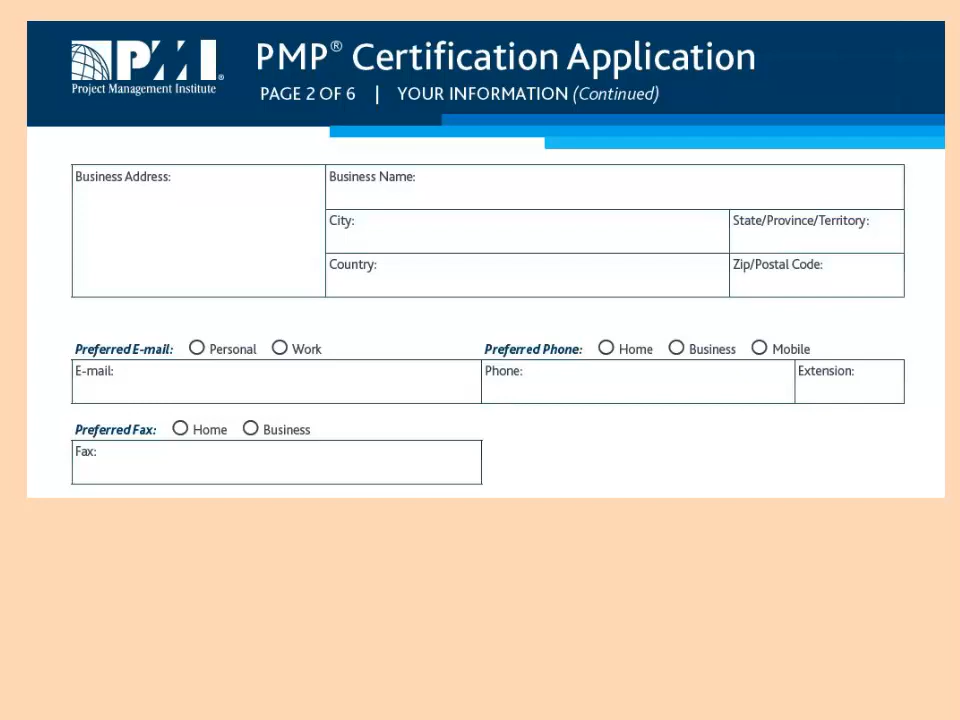 PMI®
Project Management Institute
PMP® Certification Application
PAGE 2 OF 6 | YOUR INFORMATION (Continued)
Business Address:
Business Name:
City:
State/Province/Territory:
Country:
Zip/Postal Code:
Preferred E-mail: Personal Work
Preferred Phone: Home Business Mobile
E-mail:
Phone:
Extension:
Preferred Fax: Home Business
Fax: